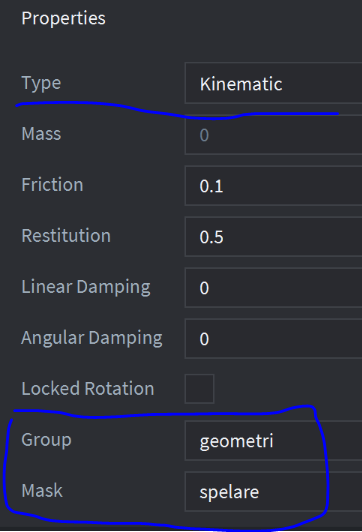 Properties
Type Kinematic
Mass 0
Friction 0.1
Restitution 0.5
Linear Damping 0
Angular Damping 0
Locked Rotation
Group geometri
Mask spelare